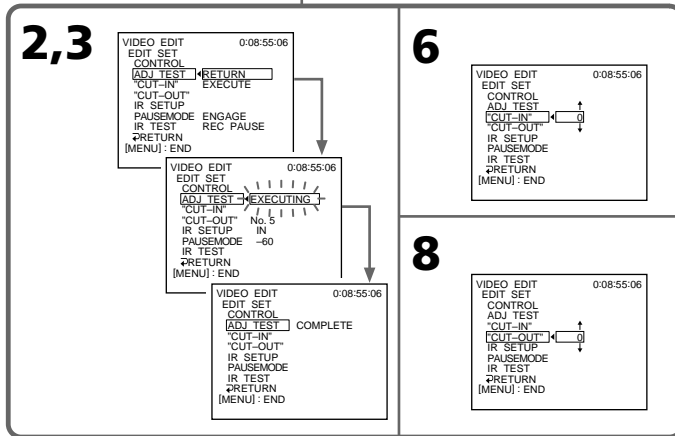 2,3
VIDEO EDIT 0:08:55:06
EDIT SET
CONTROL
ADJ TEST RETURN
"CUT–IN" EXECUTE
"CUT–OUT"
IR SETUP
PAUSEMODE ENGAGE
IR TEST REC PAUSE
RETURN
[MENU] : END
VIDEO EDIT 0:08:55:06
EDIT SET
CONTROL
ADJ TEST EXECUTING
"CUT–IN"
"CUT–OUT" No. 5
IR SETUP IN
PAUSEMODE –60
IR TEST
RETURN
[MENU] : END
VIDEO EDIT 0:08:55:06
EDIT SET
CONTROL
ADJ TEST COMPLETE
"CUT–IN"
"CUT–OUT"
IR SETUP
PAUSEMODE
IR TEST
RETURN
[MENU] : END
6
VIDEO EDIT 0:08:55:06
EDIT SET
CONTROL
ADJ TEST
"CUT–IN" 0
"CUT–OUT"
IR SETUP
PAUSEMODE
IR TEST
RETURN
[MENU] : END
8
VIDEO EDIT 0:08:55:06
EDIT SET
CONTROL
ADJ TEST
"CUT–IN"
"CUT–OUT" 0
IR SETUP
PAUSEMODE
IR TEST
RETURN
[MENU] : END